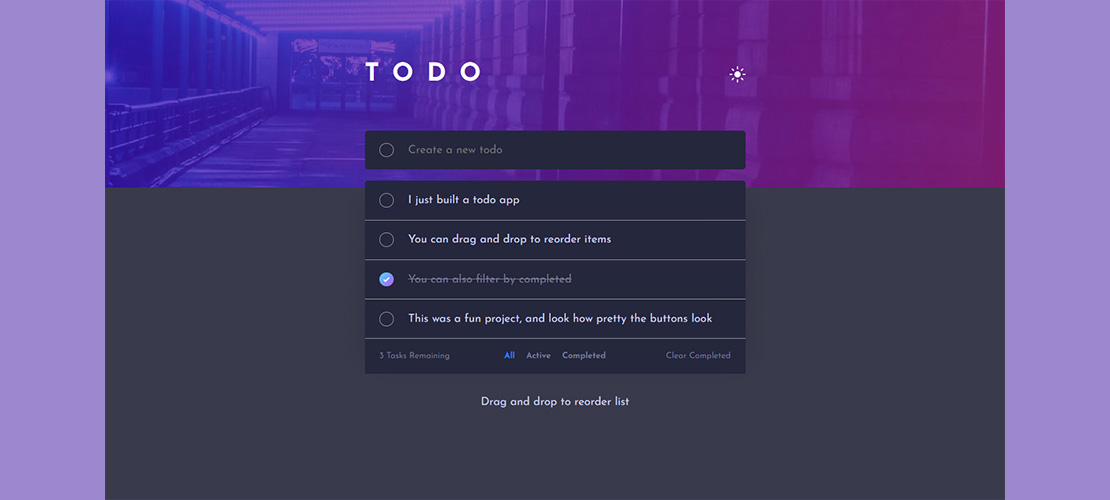 TODO
Create a new todo
I just built a todo app
You can drag and drop to reorder items
You can also filter by completed
This was a fun project, and look how pretty the buttons look
3 Tasks Remaining All Active Completed Clear Completed
Drag and drop to reorder list